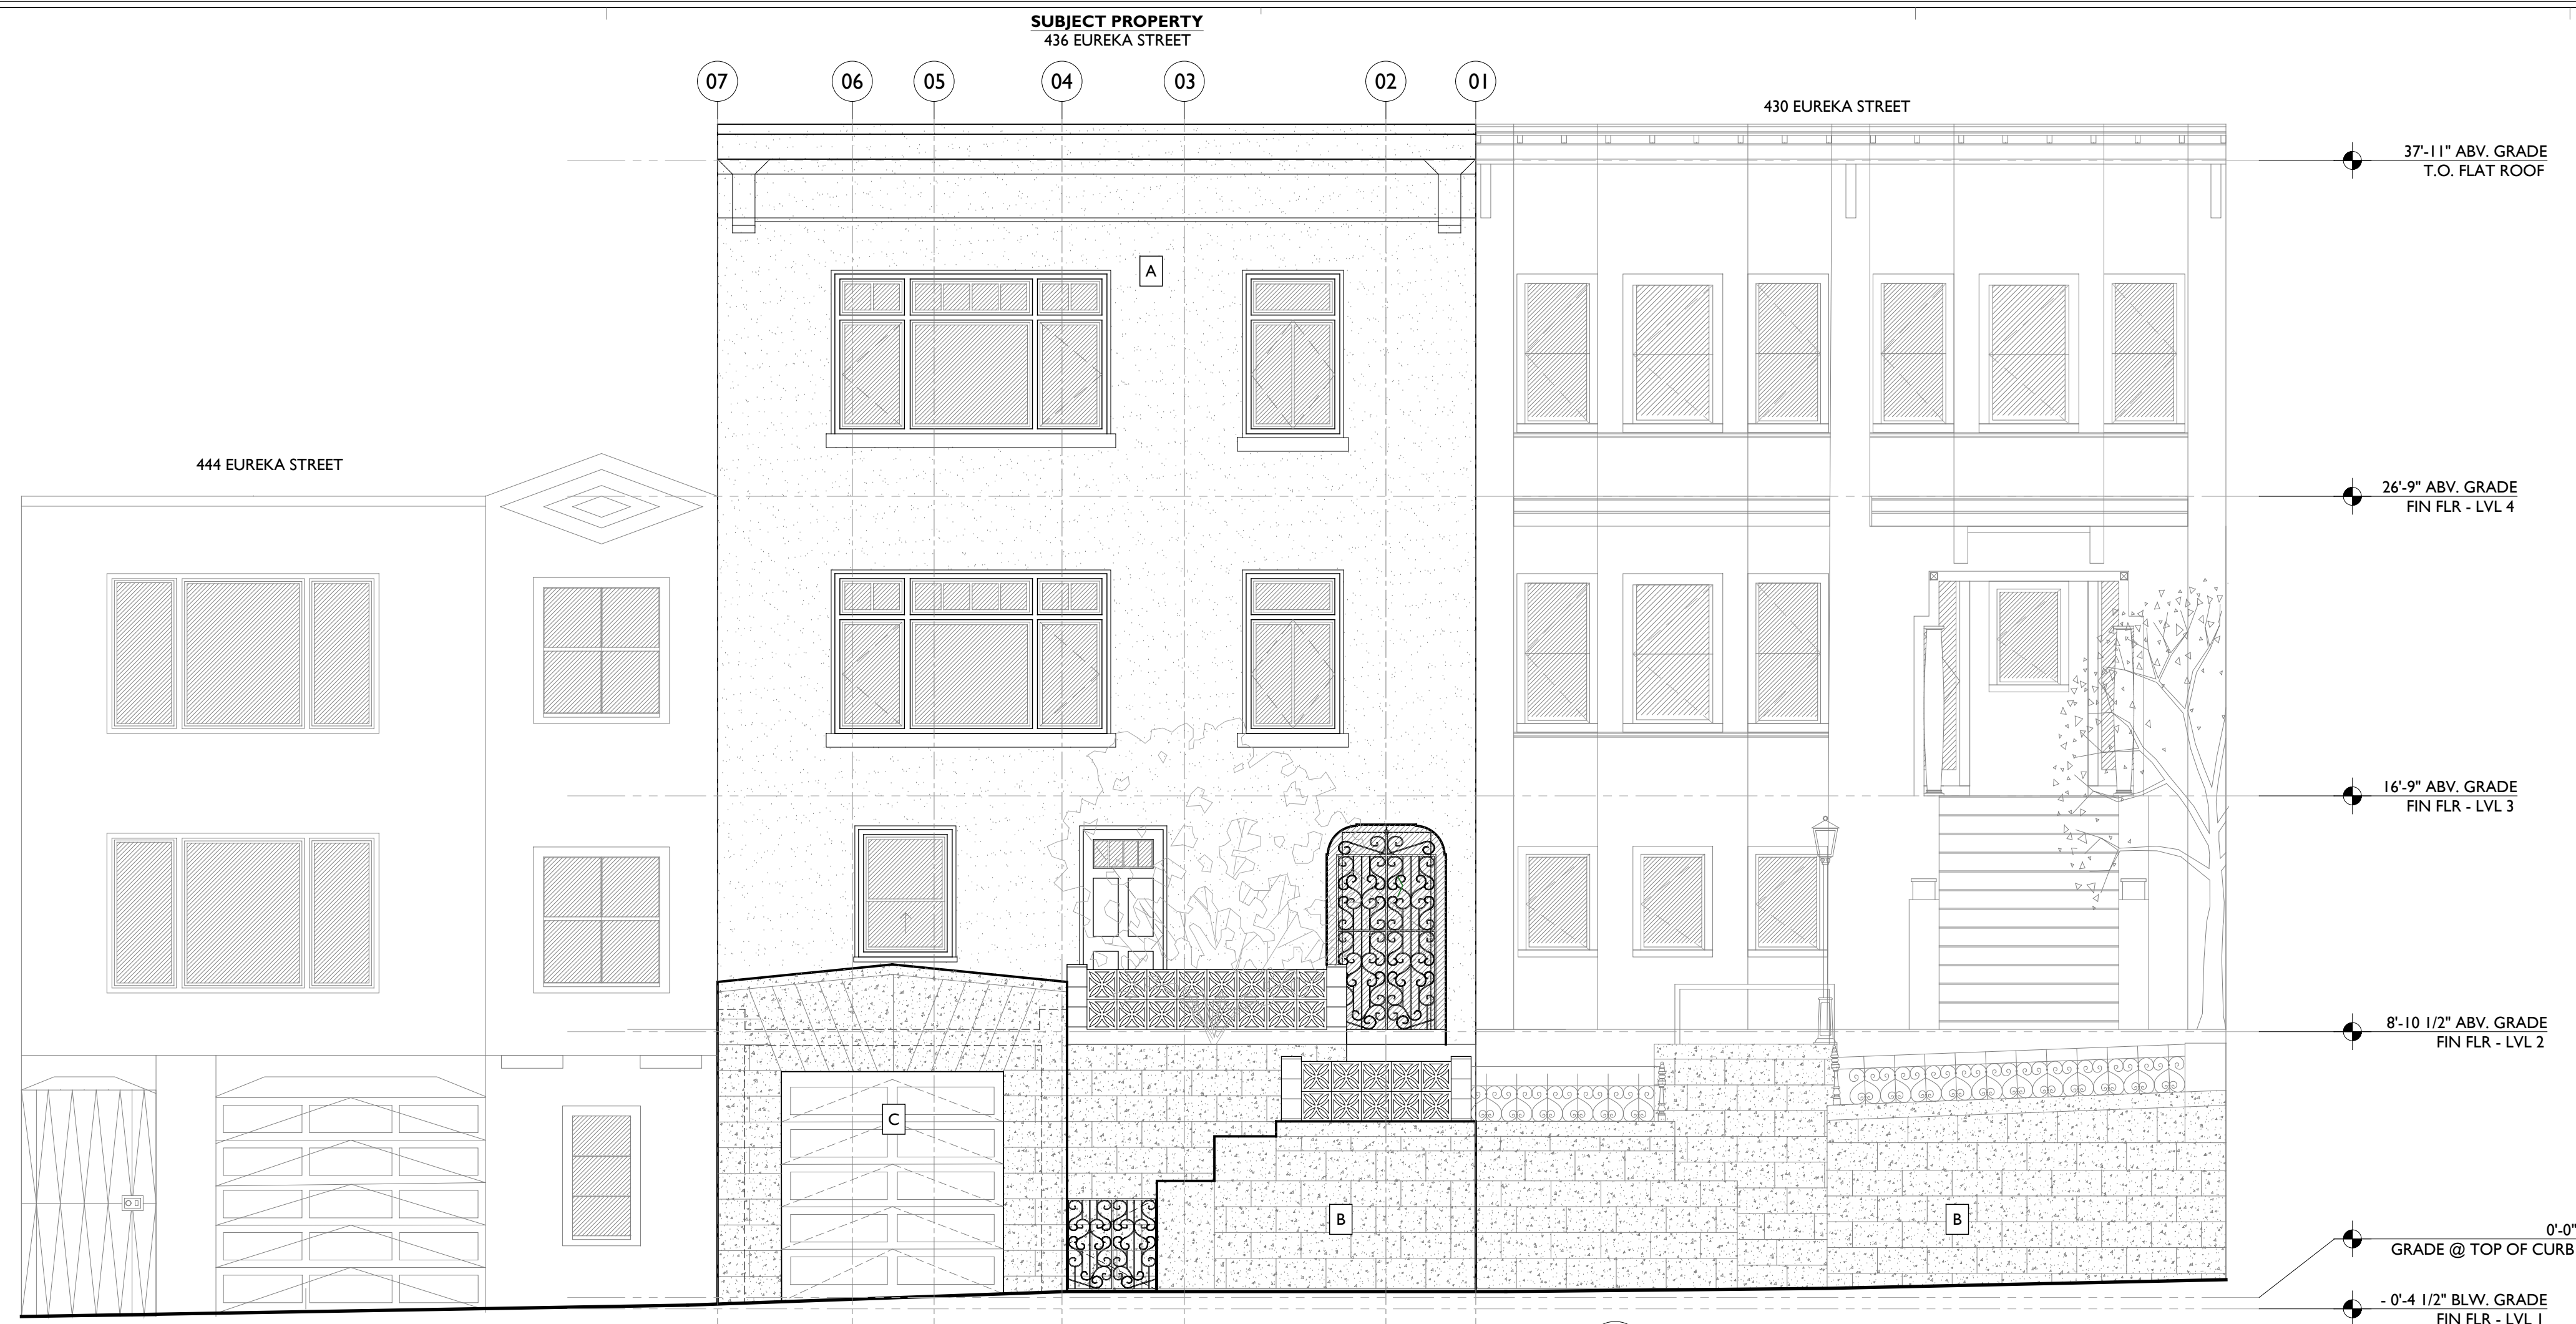 SUBJECT PROPERTY
436 EUREKA STREET
07 06 05 04 03 02 01
430 EUREKA STREET
37'-11" ABV. GRADE
T.O. FLAT ROOF
A
444 EUREKA STREET
26'-9" ABV. GRADE
FIN FLR - LVL 4
16'-9" ABV. GRADE
FIN FLR - LVL 3
8'-10 1/2" ABV. GRADE
FIN FLR - LVL 2
C
B
B
0'-0"
GRADE @ TOP OF CURB
- 0'-4 1/2" BLW. GRADE
FIN FLR - LVL 1